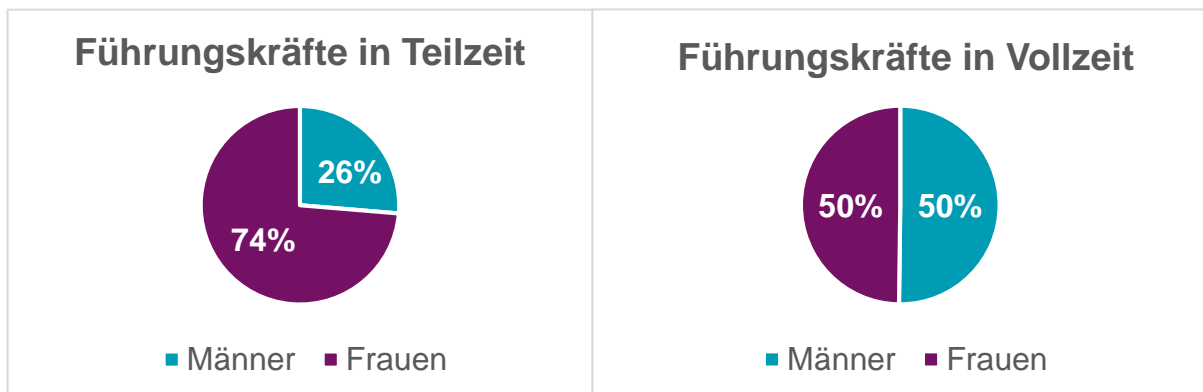 Führungskräfte in Teilzeit
26%
74%
Männer Frauen
Führungskräfte in Vollzeit
50% 50%
Männer Frauen